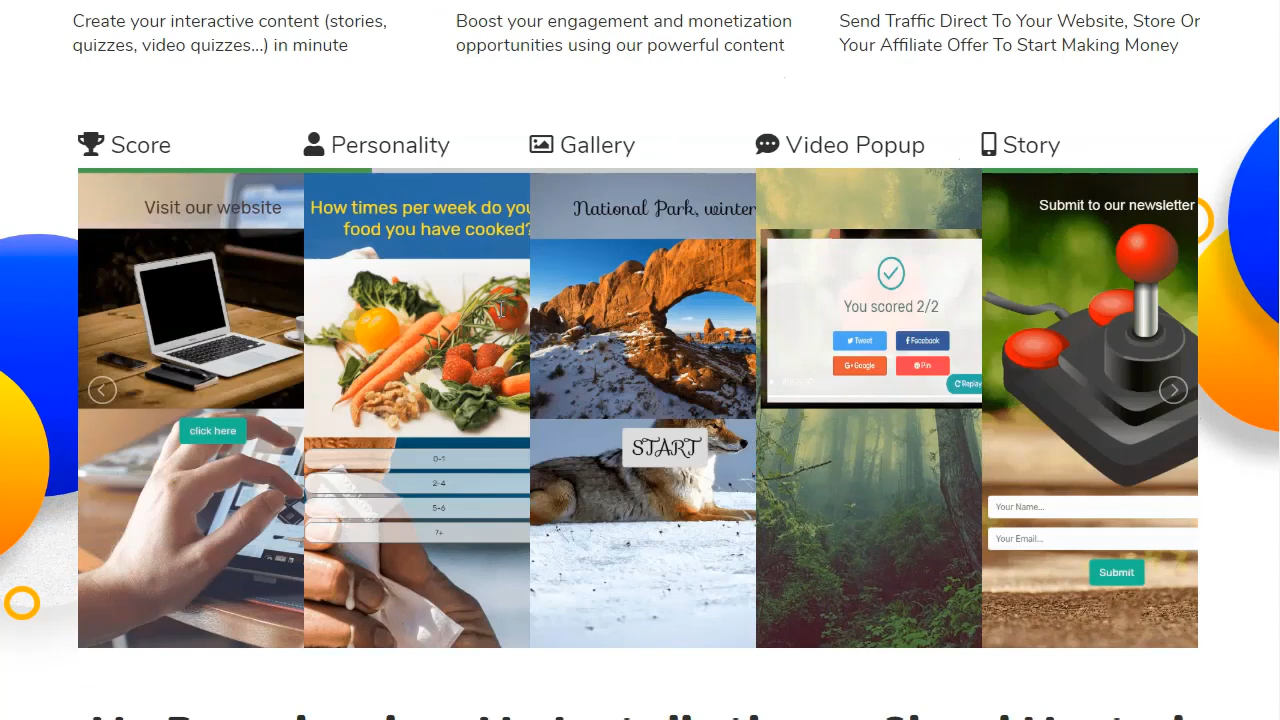 Create your interactive content (stories,
quizzes, video quizzes...) in minute
Boost your engagement and monetization
opportunities using our powerful content
Send Traffic Direct To Your Website, Store Or
Your Affiliate Offer To Start Making Money
Score
Personality
Gallery
Video Popup
Story
Visit our website
click here
How times per week do you
food you have cooked?
0-1
2-4
5-6
7+
National Park, winter
START
You scored 2/2
Tweet
Facebook
G+ Google
Pin
Replay
Submit to our newsletter
Your Name...
Your Email...
Submit